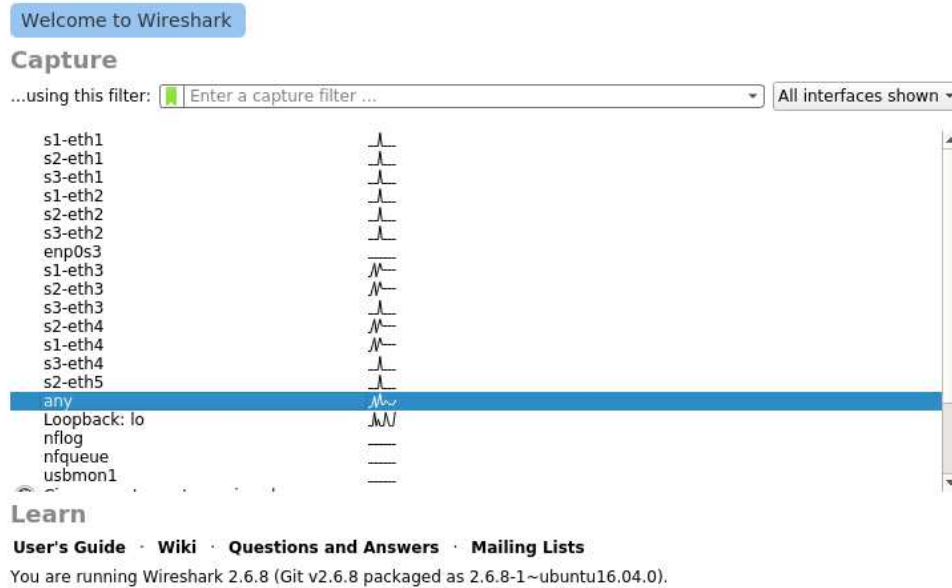 Welcome to Wireshark
Capture
...using this filter: Enter a capture filter ... All interfaces shown
s1-eth1
s2-eth1
s3-eth1
s1-eth2
s2-eth2
s3-eth2
enp0s3
s1-eth3
s2-eth3
s3-eth3
s2-eth4
s1-eth4
s3-eth4
s2-eth5
any
Loopback: lo
nflog
nfqueue
usbmon1
Learn
User's Guide · Wiki · Questions and Answers · Mailing Lists
You are running Wireshark 2.6.8 (Git v2.6.8 packaged as 2.6.8-1~ubuntu16.04.0).